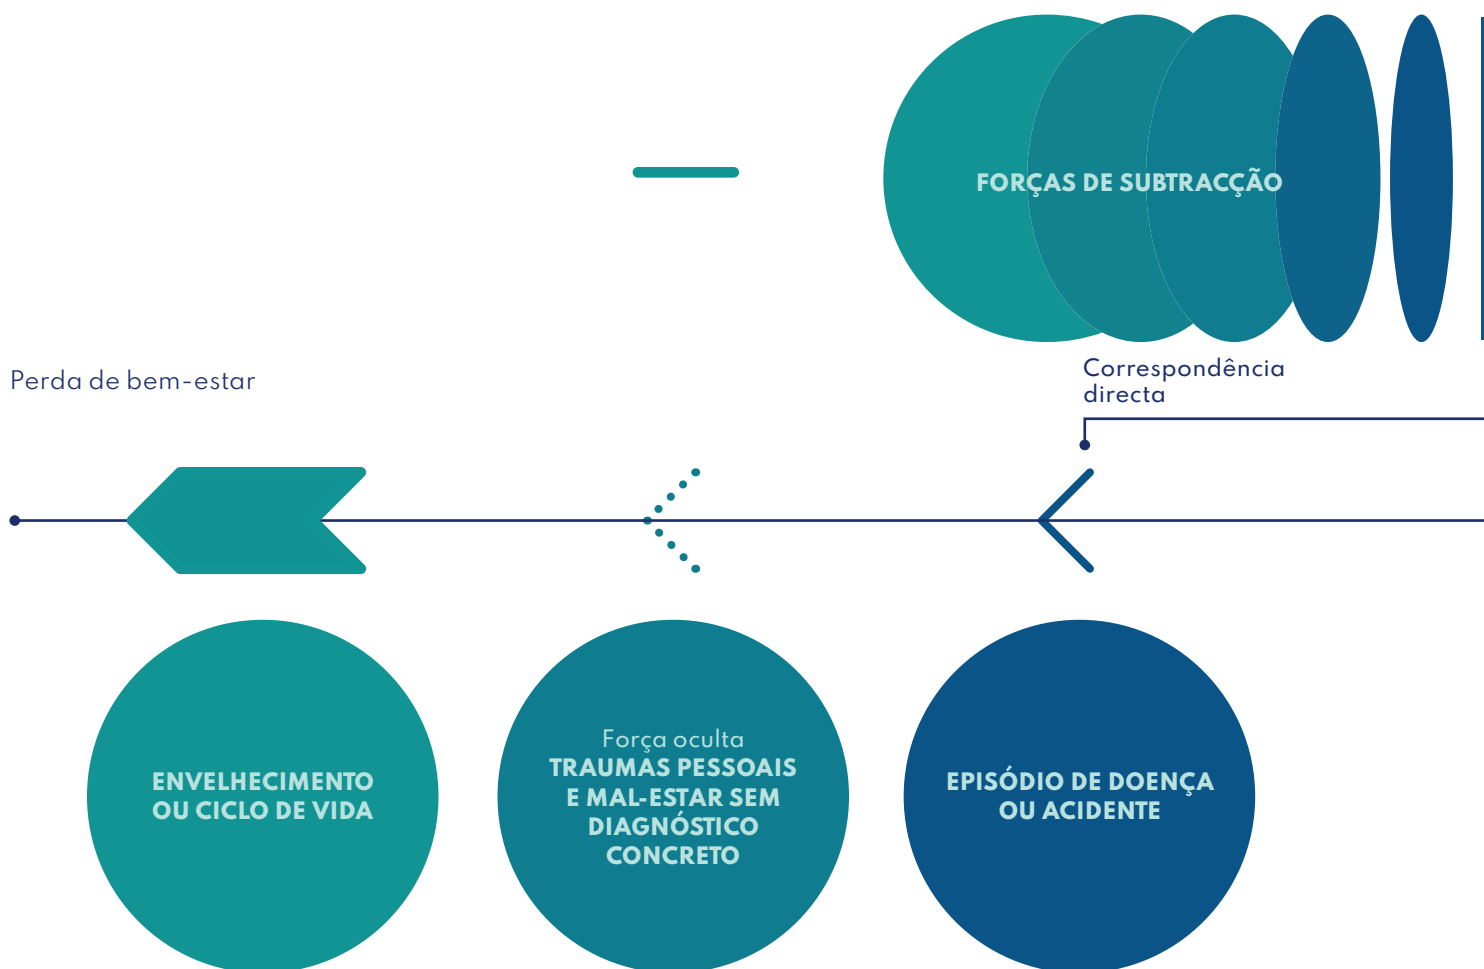 FORÇAS DE SUBTRACÇÃO
Perda de bem-estar
Correspondência
directa
ENVELHECIMENTO
OU CICLO DE VIDA
Força oculta
TRAUMAS PESSOAIS
E MAL-ESTAR SEM
DIAGNÓSTICO
CONCRETO
EPISÓDIO DE DOENÇA
OU ACIDENTE